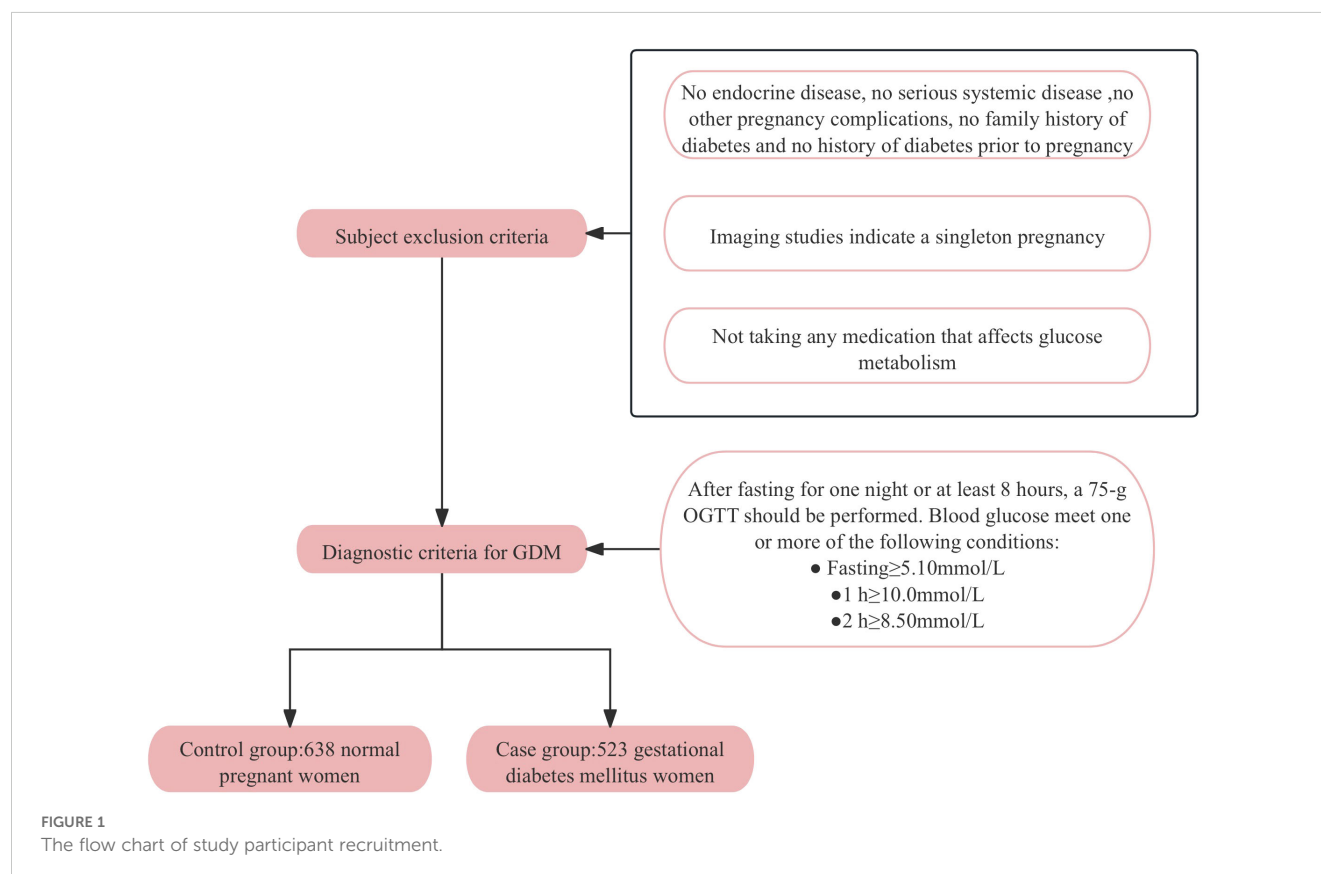 No endocrine disease, no serious systemic disease ,no
other pregnancy complications, no family history of
diabetes and no history of diabetes prior to pregnancy
Subject exclusion criteria
Imaging studies indicate a singleton pregnancy
Not taking any medication that affects glucose
metabolism
After fasting for one night or at least 8 hours, a 75-g
OGTT should be performed. Blood glucose meet one
or more of the following conditions:
● Fasting≥5.10mmol/L
●1 h≥10.0mmol/L
●2 h≥8.50mmol/L
Diagnostic criteria for GDM
Control group:638 normal
pregnant women
Case group:523 gestational
diabetes mellitus women
FIGURE 1
The flow chart of study participant recruitment.